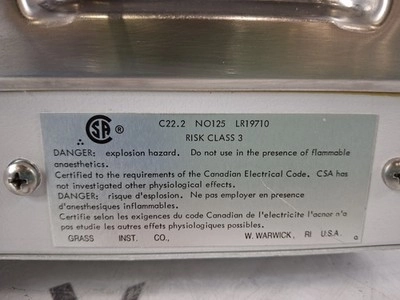 CSA ®
C22.2 NO125 LR19710
RISK CLASS 3
DANGER: explosion hazard. Do not use in the presence of flammable
anaesthetics.
Certified to the requirements of the Canadian Electrical Code. CSA has
not investigated other physiological effects.
DANGER: risque d'explosion. Ne pas employer en presence
d'anesthesiques inflammables.
Certifie selon les exigences du code Canadian de l'electricite l'acnor n'a
pas etudie les autres effets physiologiques possibles.
GRASS INST. CO., W. WARWICK, RI U.S.A.